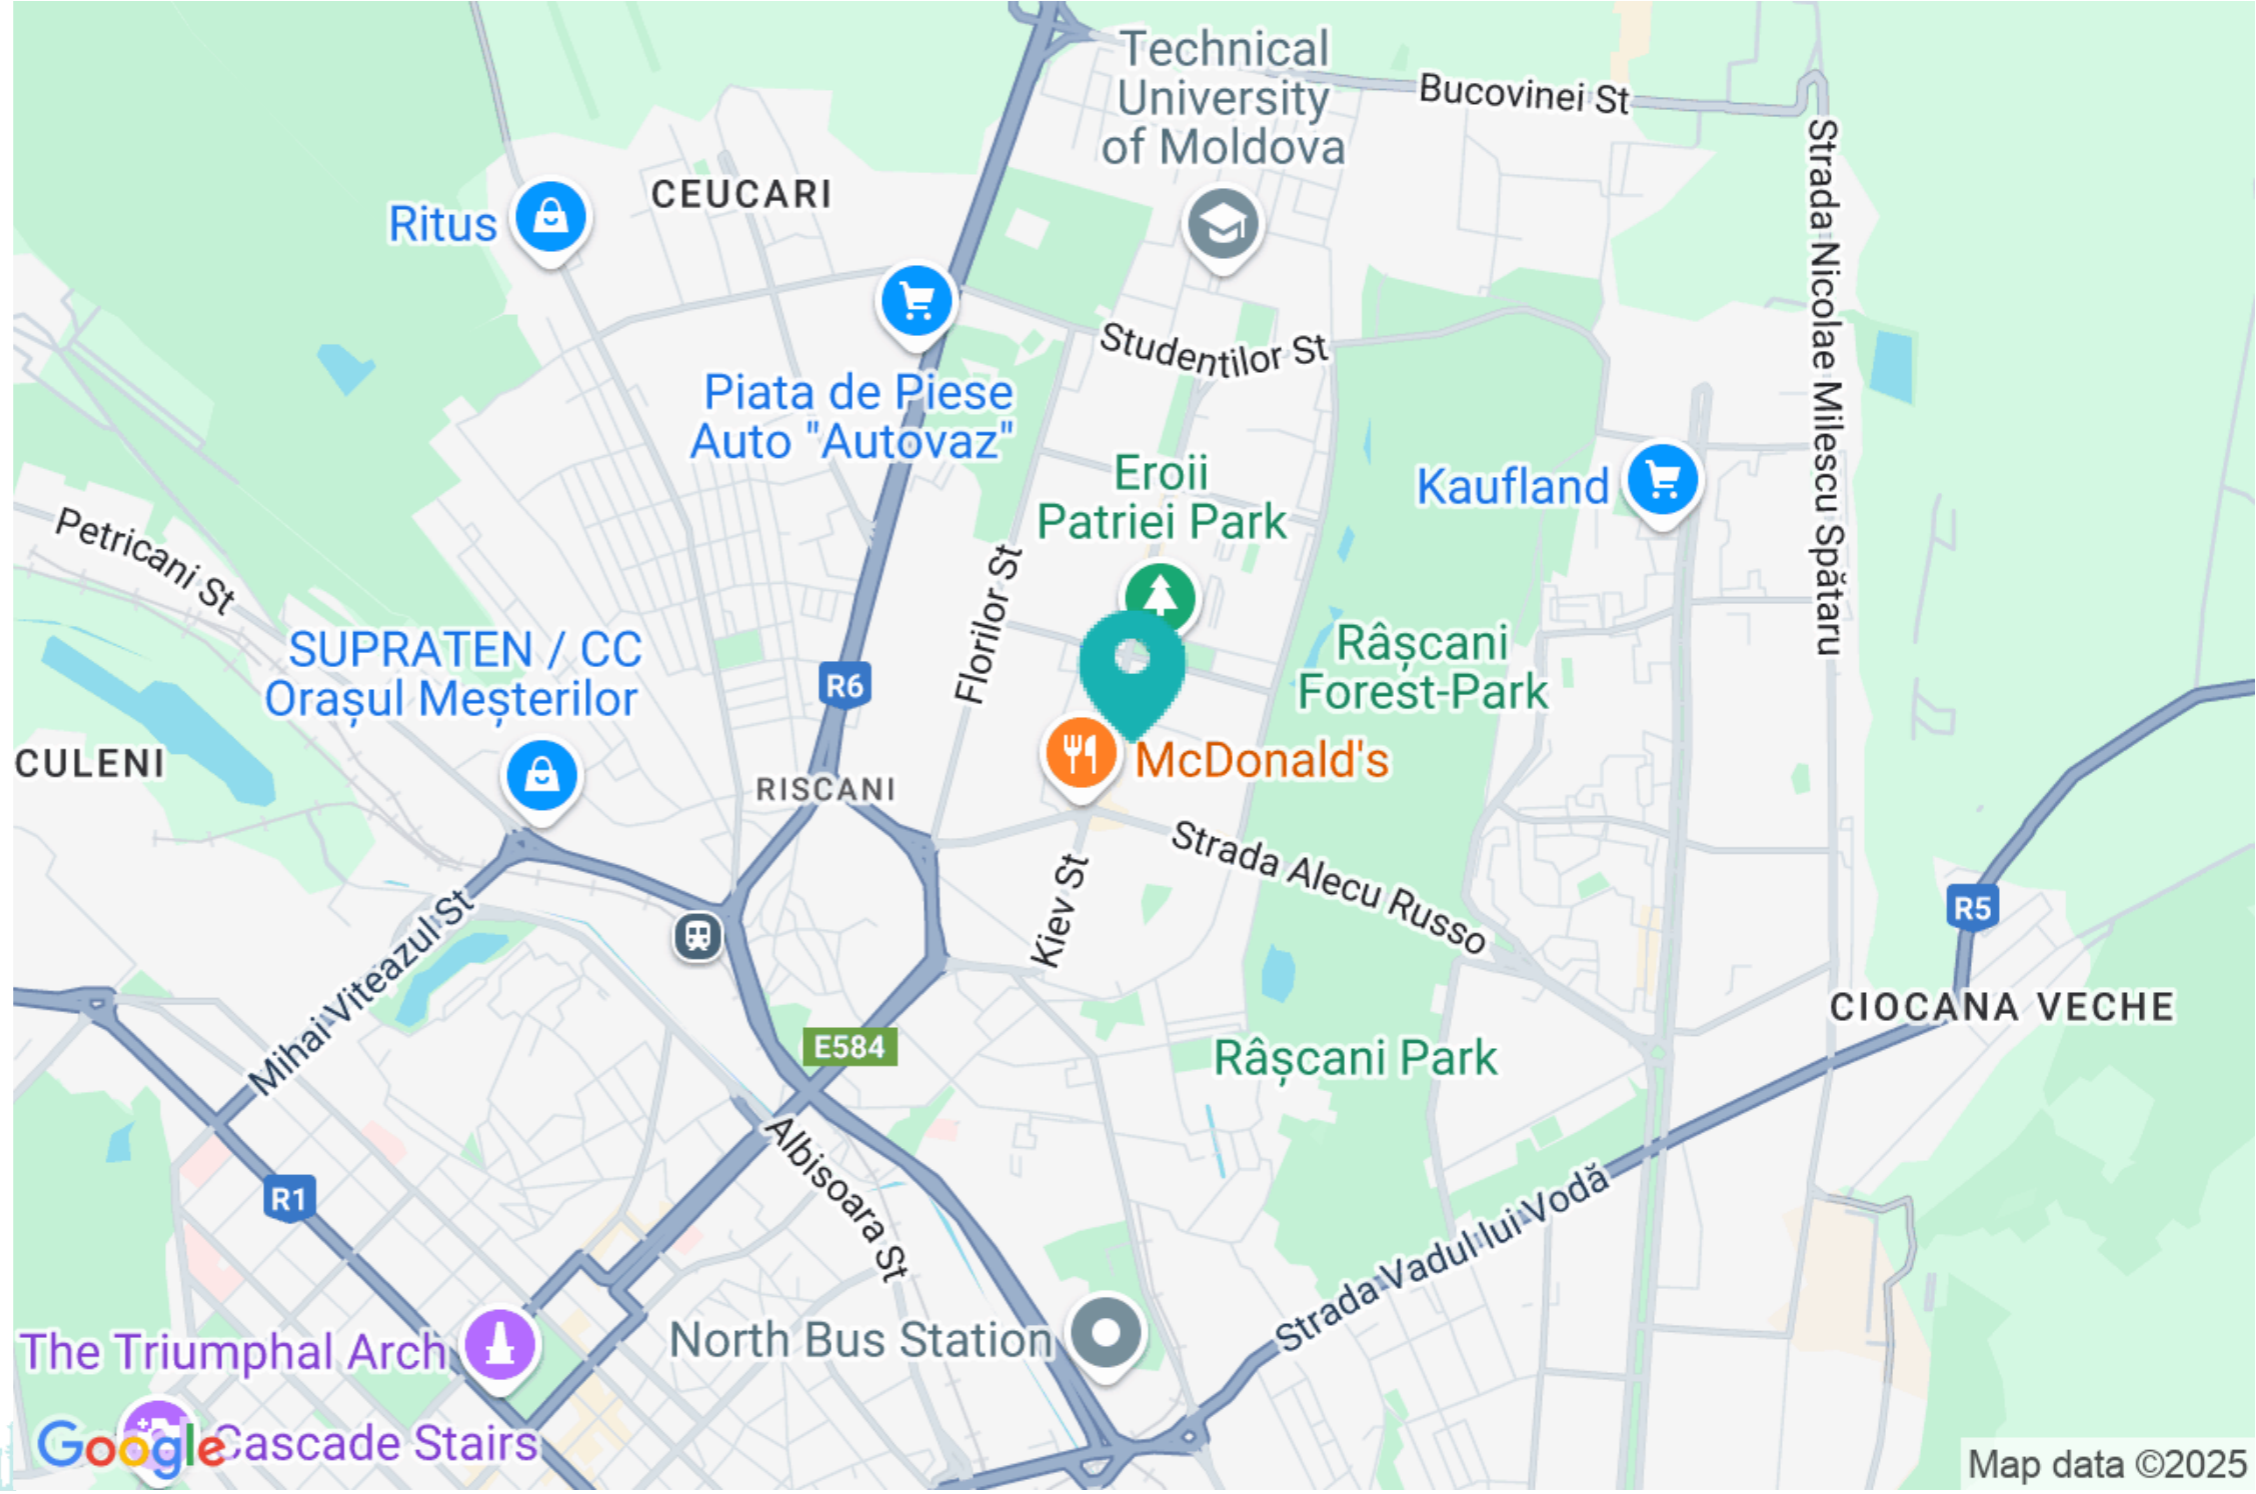 Technical
University
of Moldova
Bucovinei St
Strada Nicolae Milescu Spătaru
CEUCARI
Ritus
Studentilor St
Piata de Piese
Auto "Autovaz"
Eroii
Patriei Park
Kaufland
Petricani St
Florilor St
SUPRATEN / CC
Orașul Meșterilor
R6
Râșcani
Forest-Park
CULENI
RISCANI
McDonald's
Strada Alecu Russo
Kiev St
R5
Mihai Viteazul St
CIOCANA VECHE
E584
Râșcani Park
Albisoara St
R1
Strada Vadul lui Vodă
The Triumphal Arch
North Bus Station
Google
Cascade Stairs
Map data ©2025